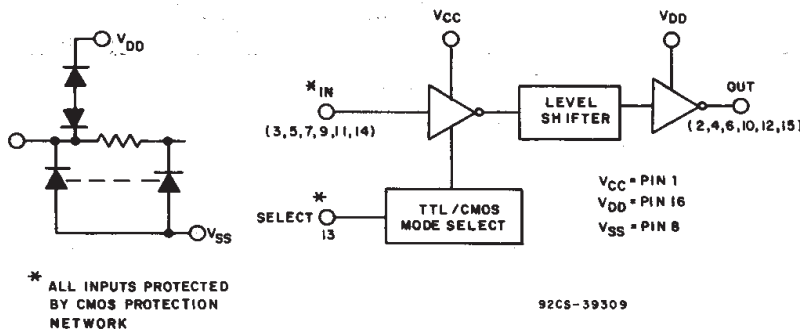 VDD
VSS
* ALL INPUTS PROTECTED
BY CMOS PROTECTION
NETWORK
VCC
VDD
*IN
(3,5,7,9,11,14)
LEVEL
SHIFTER
OUT
(2,4,6,10,12,15)
*
SELECT
13
TTL/CMOS
MODE SELECT
VCC = PIN 1
VDD = PIN 16
VSS = PIN 8
92CS-39309